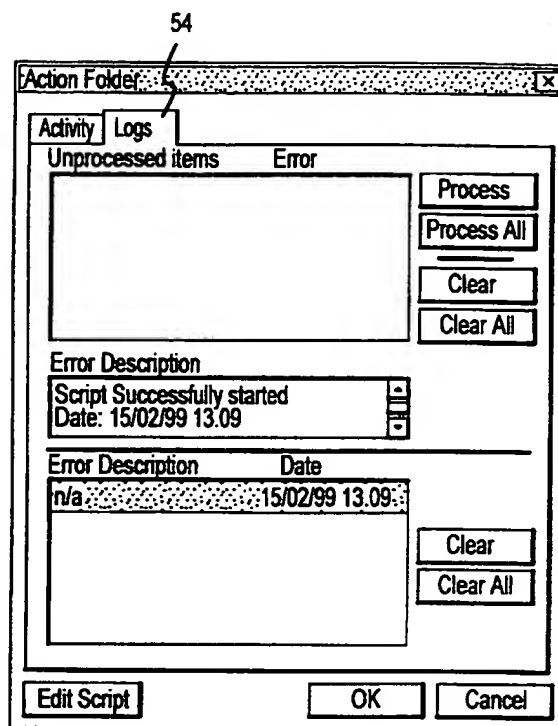 54
Action Folder
Activity Logs
Unprocessed items Error
Process
Process All
Clear
Clear All
Error Description
Script Successfully started
Date: 15/02/99 13.09
Error Description Date
n/a 15/02/99 13.09
Clear
Clear All
Edit Script OK Cancel